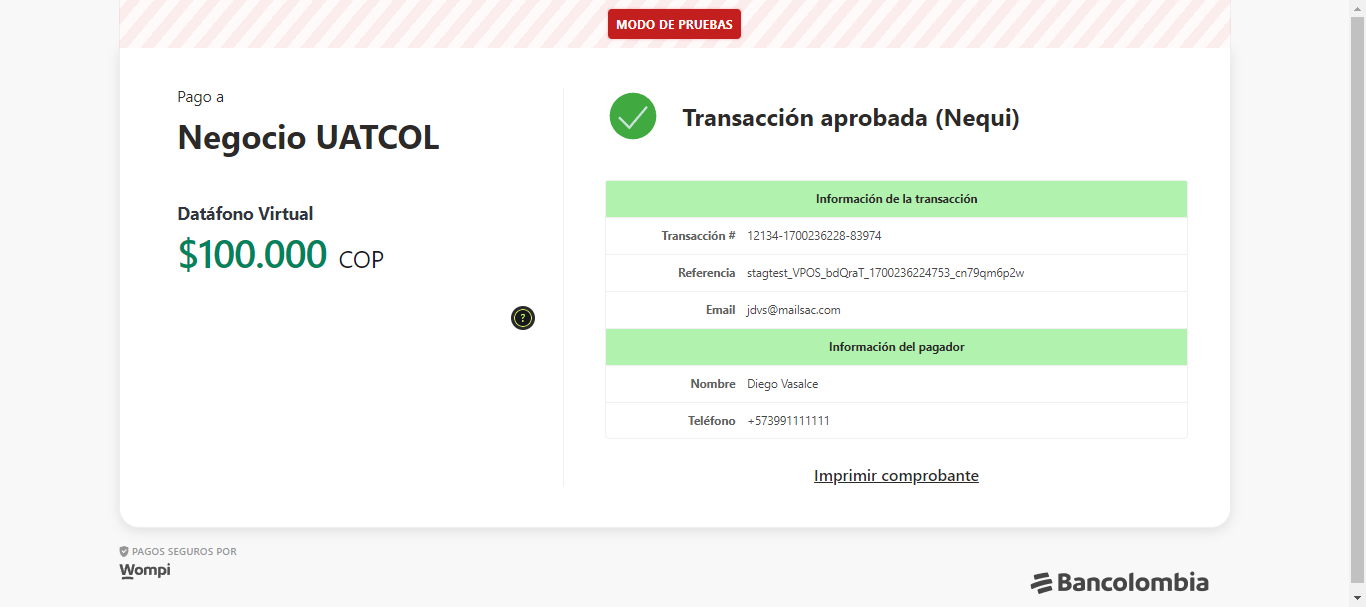 MODO DE PRUEBAS
Pago a
Negocio UATCOL
Datáfono Virtual
$100.000 COP
?
Transacción aprobada (Nequi)
Información de la transacción
Transacción # 12134-1700236228-83974
Referencia stagtest_VPOS_bdQraT_1700236224753_cn79qm6p2w
Email jdvs@mailsac.com
Información del pagador
Nombre Diego Vasalce
Teléfono +573991111111
Imprimir comprobante
PAGOS SEGUROS POR
Wompi
Bancolombia